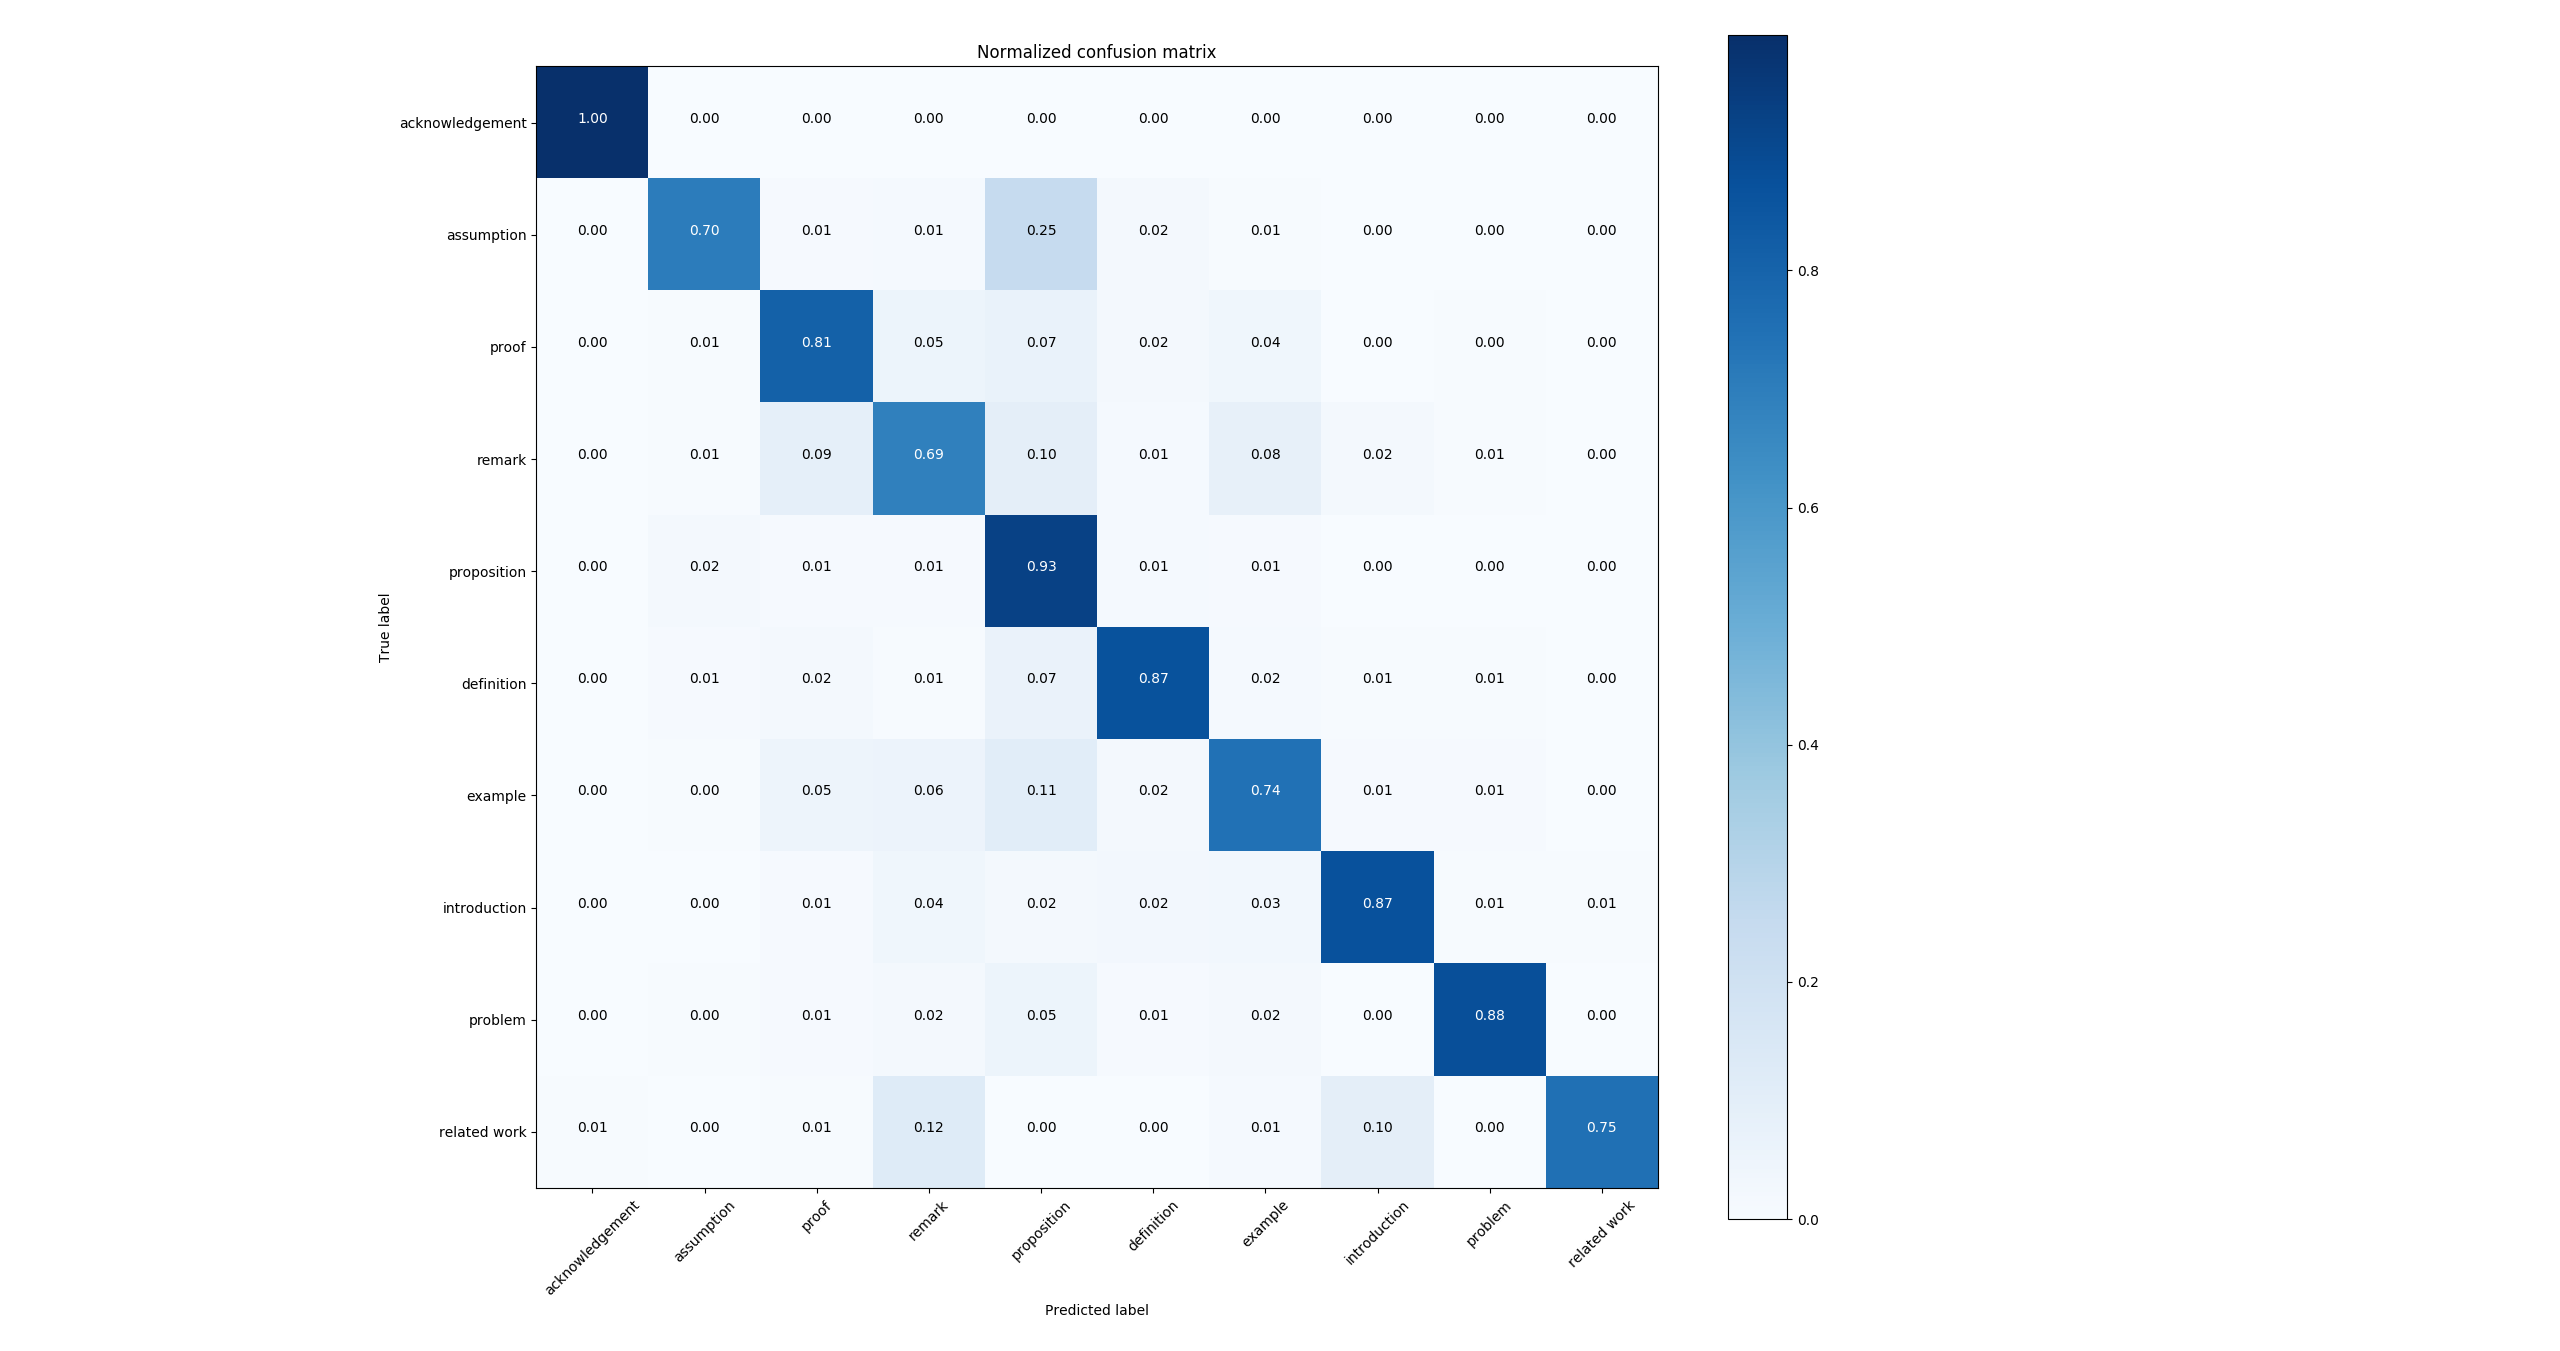 Normalized confusion matrix
acknowledgement 1.00 0.00 0.00 0.00 0.00 0.00 0.00 0.00 0.00 0.00
assumption 0.00 0.70 0.01 0.01 0.25 0.02 0.01 0.00 0.00 0.00
0.8
proof 0.00 0.01 0.81 0.05 0.07 0.02 0.04 0.00 0.00 0.00
remark 0.00 0.01 0.09 0.69 0.10 0.01 0.08 0.02 0.01 0.00
0.6
proposition 0.00 0.02 0.01 0.01 0.93 0.01 0.01 0.00 0.00 0.00
True label
definition 0.00 0.01 0.02 0.01 0.07 0.87 0.02 0.01 0.01 0.00
0.4
example 0.00 0.00 0.05 0.06 0.11 0.02 0.74 0.01 0.01 0.00
introduction 0.00 0.00 0.01 0.04 0.02 0.02 0.03 0.87 0.01 0.01
0.2
problem 0.00 0.00 0.01 0.02 0.05 0.01 0.02 0.00 0.88 0.00
related work 0.01 0.00 0.01 0.12 0.00 0.00 0.01 0.10 0.00 0.75
0.0
acknowledgement assumption proof remark proposition definition example introduction problem related work
Predicted label